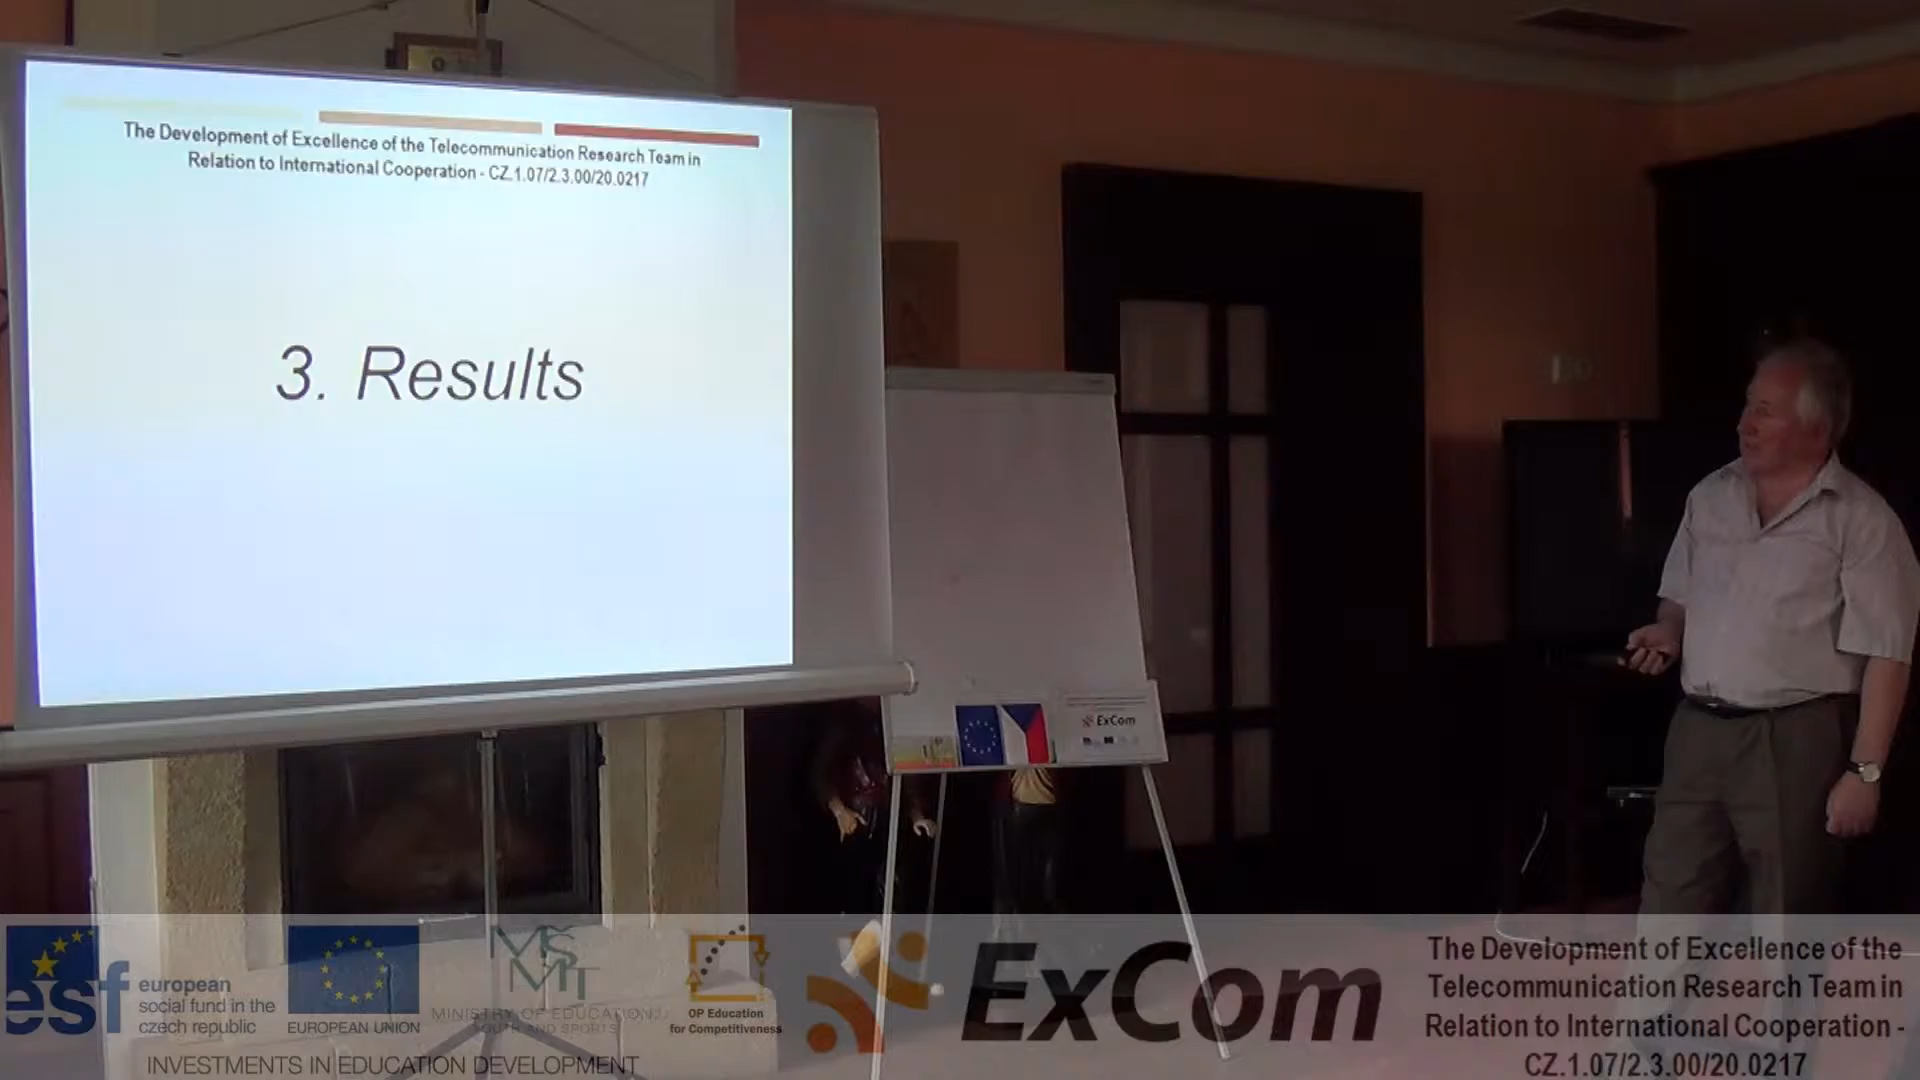 The Development of Excellence of the Telecommunication Research Team in
Relation to International Cooperation - CZ.1.07/2.3.00/20.0217
3. Results
ExCom
esf
european
social fund in the
czech republic
EUROPEAN UNION
MŠ
MT
MINISTRY OF EDUCATION,
YOUTH AND SPORTS
OP Education
for Competitiveness
INVESTMENTS IN EDUCATION DEVELOPMENT
ExCom
The Development of Excellence of the
Telecommunication Research Team in
Relation to International Cooperation -
CZ.1.07/2.3.00/20.0217